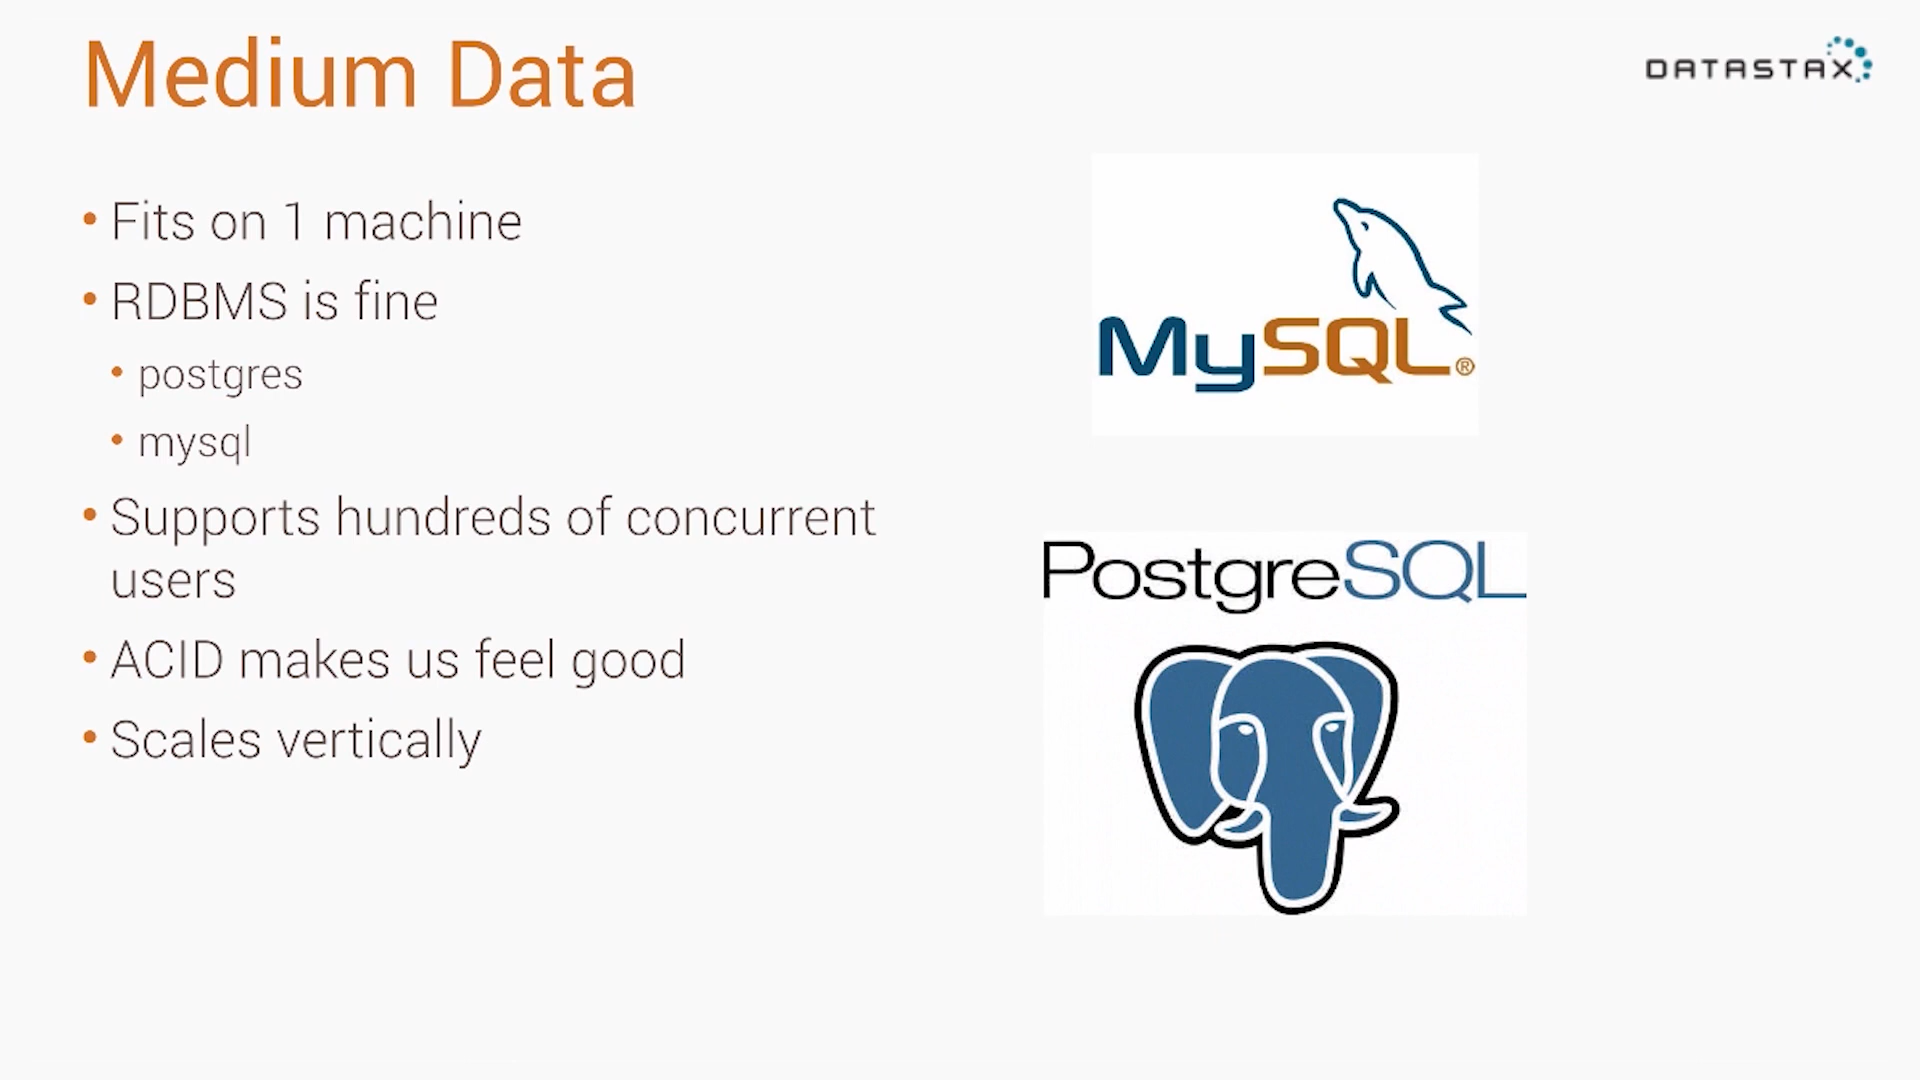 Medium Data
DATASTAX
• Fits on 1 machine
• RDBMS is fine
• postgres
• mysql
• Supports hundreds of concurrent
users
• ACID makes us feel good
• Scales vertically
MySQL®
PostgreSQL